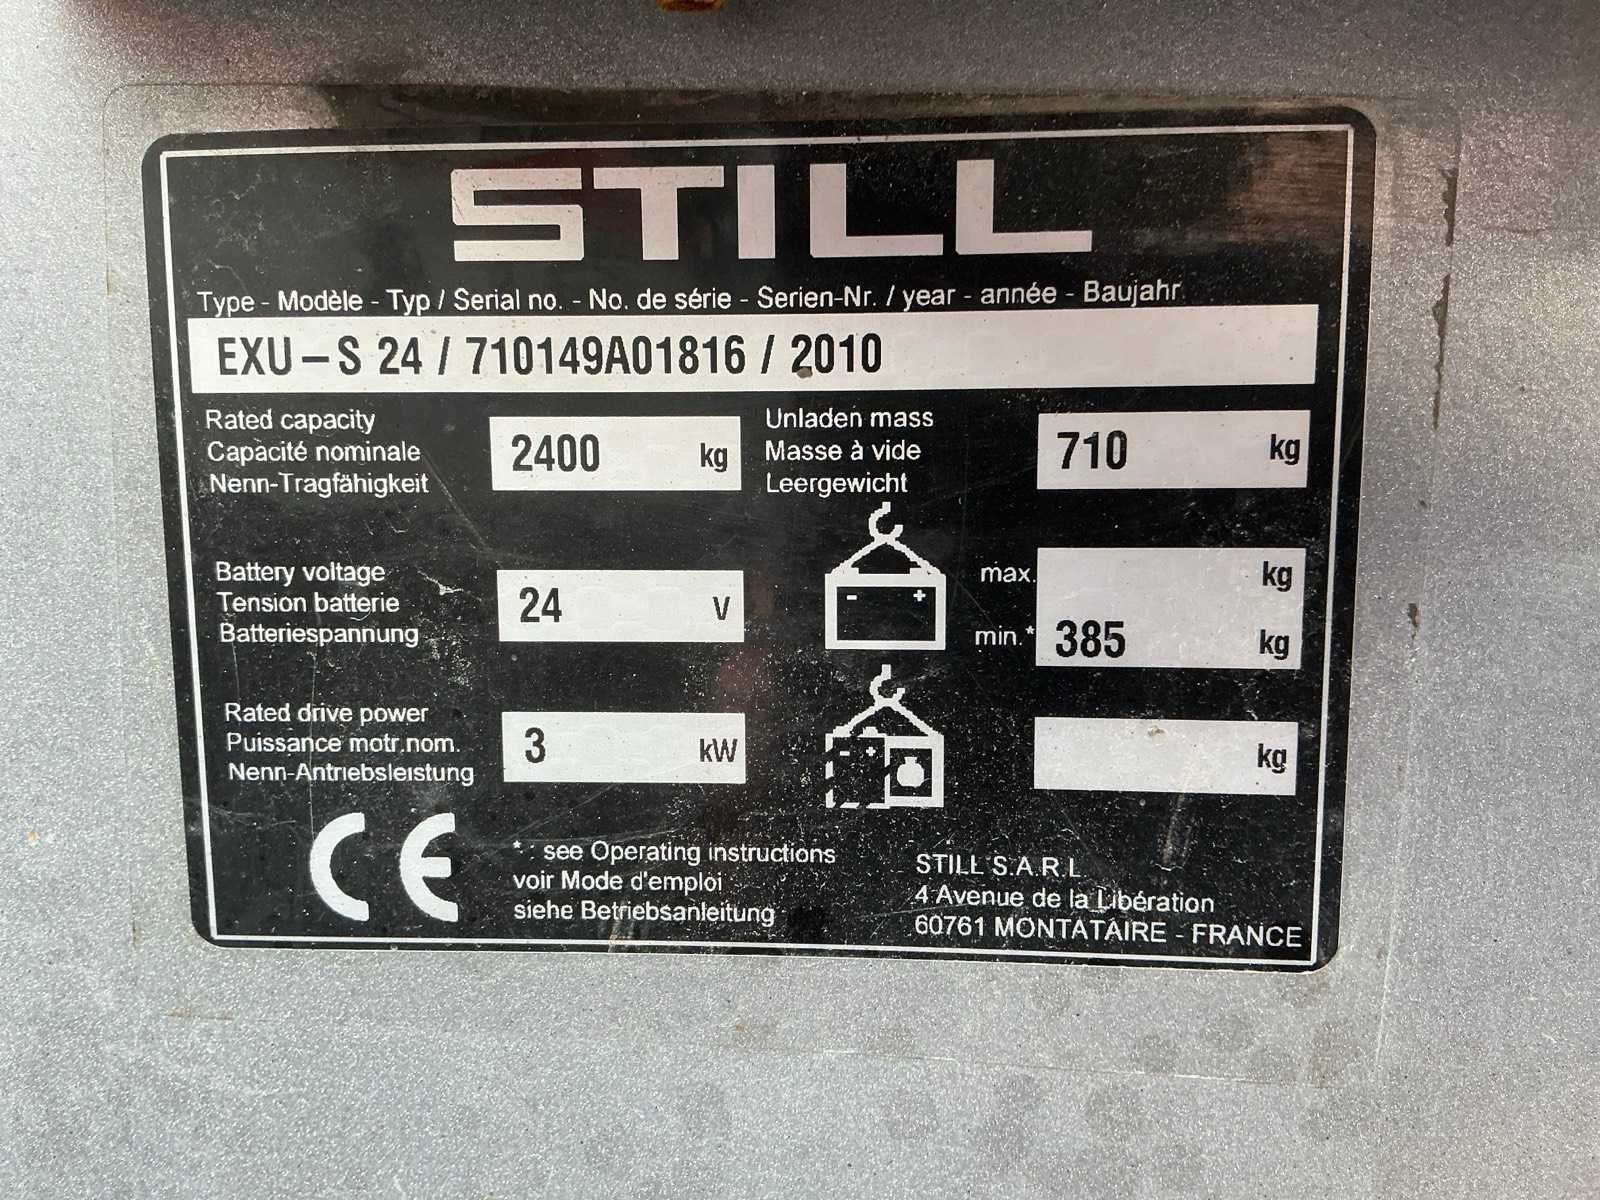 STILL
Type - Modèle - Typ / Serial no. - No. de série - Serien-Nr. / year - année - Baujahr
EXU – S 24 / 710149A01816 / 2010
Rated capacity
Capacité nominale
Nenn-Tragfähigkeit
2400 kg
Unladen mass
Masse à vide
Leergewicht
710 kg
Battery voltage
Tension batterie
Batteriespannung
24 V
- +
max. kg
min.* 385 kg
Rated drive power
Puissance motr.nom.
Nenn-Antriebsleistung
3 kW
- +
kg
CE
* : see Operating instructions
voir Mode d'emploi
siehe Betriebsanleitung
STILL S.A.R.L
4 Avenue de la Libération
60761 MONTATAIRE - FRANCE